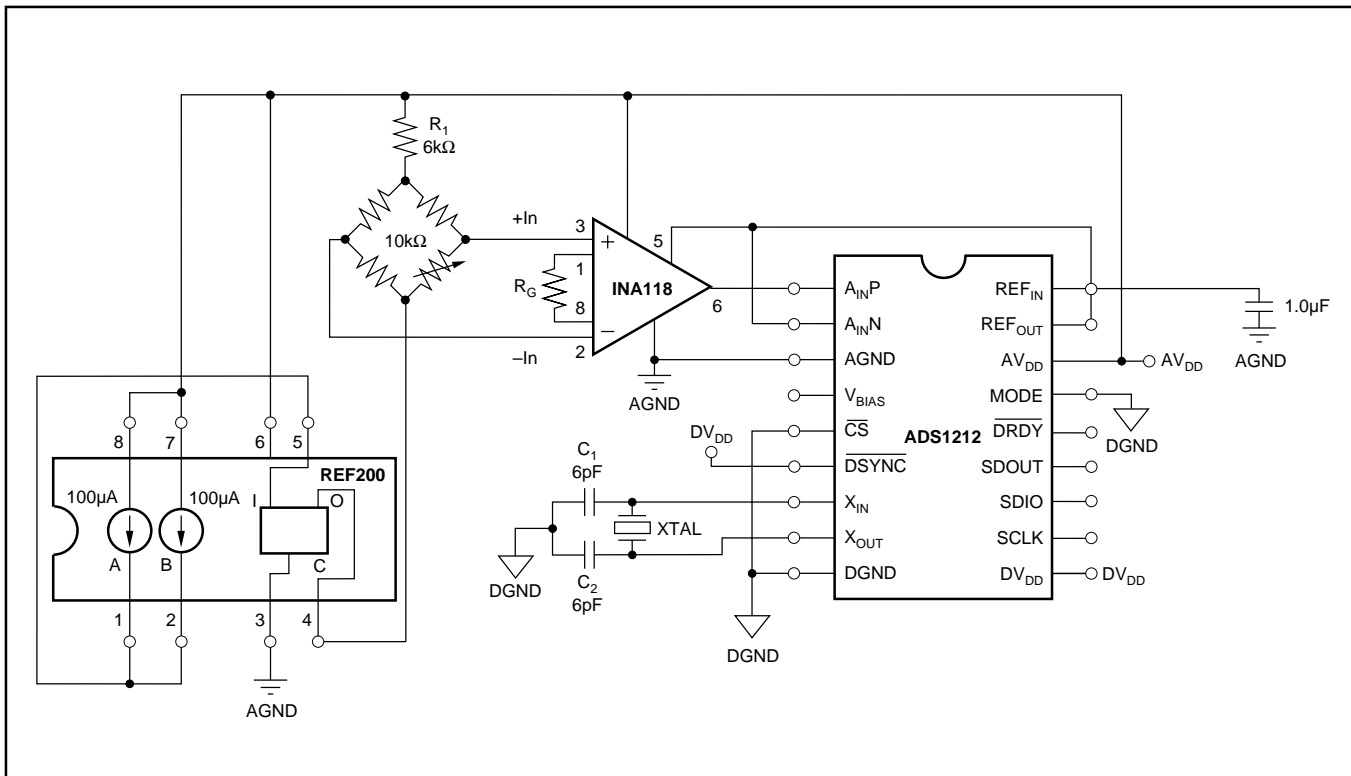 R1
6kΩ
10kΩ
+In
–In
RG
3
1
8
2
5
6
+
–
INA118
AGND
AINP
AINN
AGND
VBIAS
CS
DSYNC
XIN
XOUT
DGND
ADS1212
REFIN
REFOUT
AVDD
MODE
DRDY
SDOUT
SDIO
SCLK
DVDD
1.0µF
AGND
AVDD
DGND
DVDD
DVDD
C1
6pF
XTAL
C2
6pF
DGND
DGND
8
7
6
5
REF200
100µA
100µA
I
O
A
B
C
1
2
3
4
AGND